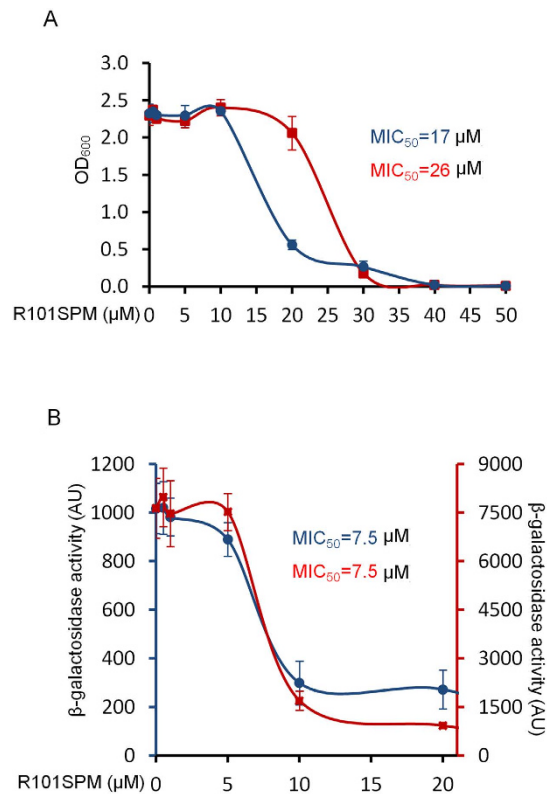 A
3.0
2.5
2.0
1.5
1.0
0.5
0.0
OD600
MIC50=17 μM
MIC50=26 μM
R101SPM (μM) 0 5 10 15 20 25 30 35 40 45 50
B
1200
1000
800
600
400
200
0
β-galactosidase activity (AU)
MIC50=7.5 μM
MIC50=7.5 μM
9000
7500
6000
4500
3000
1500
0
β-galactosidase activity (AU)
R101SPM (μM) 0 5 10 15 20